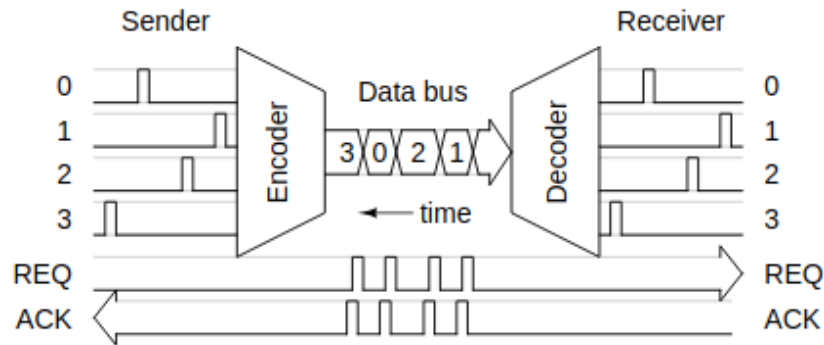 Sender Receiver
0 Data bus 0
1 1
Encoder 3 0 2 1 Decoder
2 2
3 time 3
REQ REQ
ACK ACK